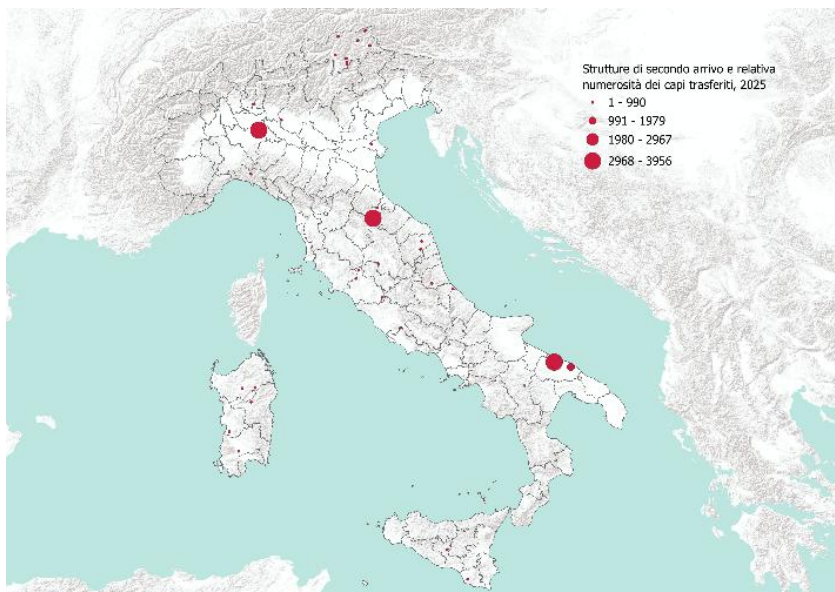 Strutture di secondo arrivo e relativa
numerosità dei capi trasferiti, 2025
1 - 990
991 - 1979
1980 - 2967
2968 - 3956